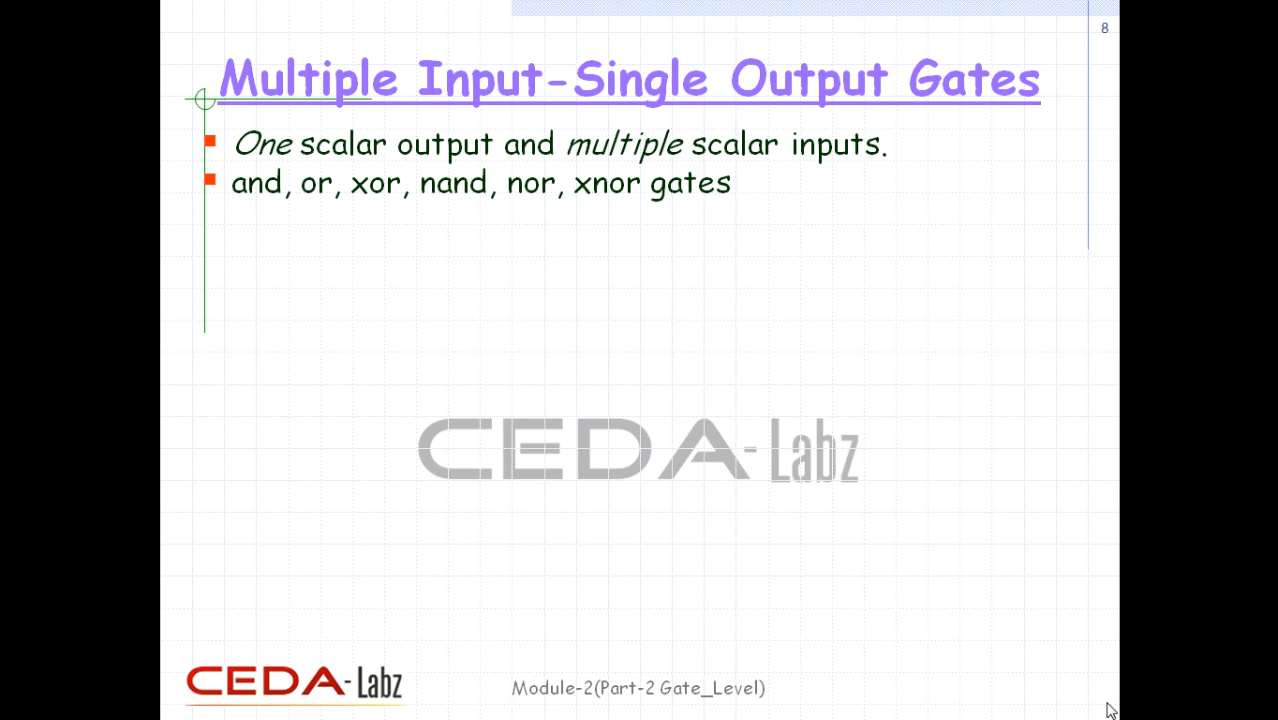 8
Multiple Input-Single Output Gates
One scalar output and multiple scalar inputs.
and, or, xor, nand, nor, xnor gates
CEDA-Labz
CEDA-Labz
Module-2(Part-2 Gate_Level)